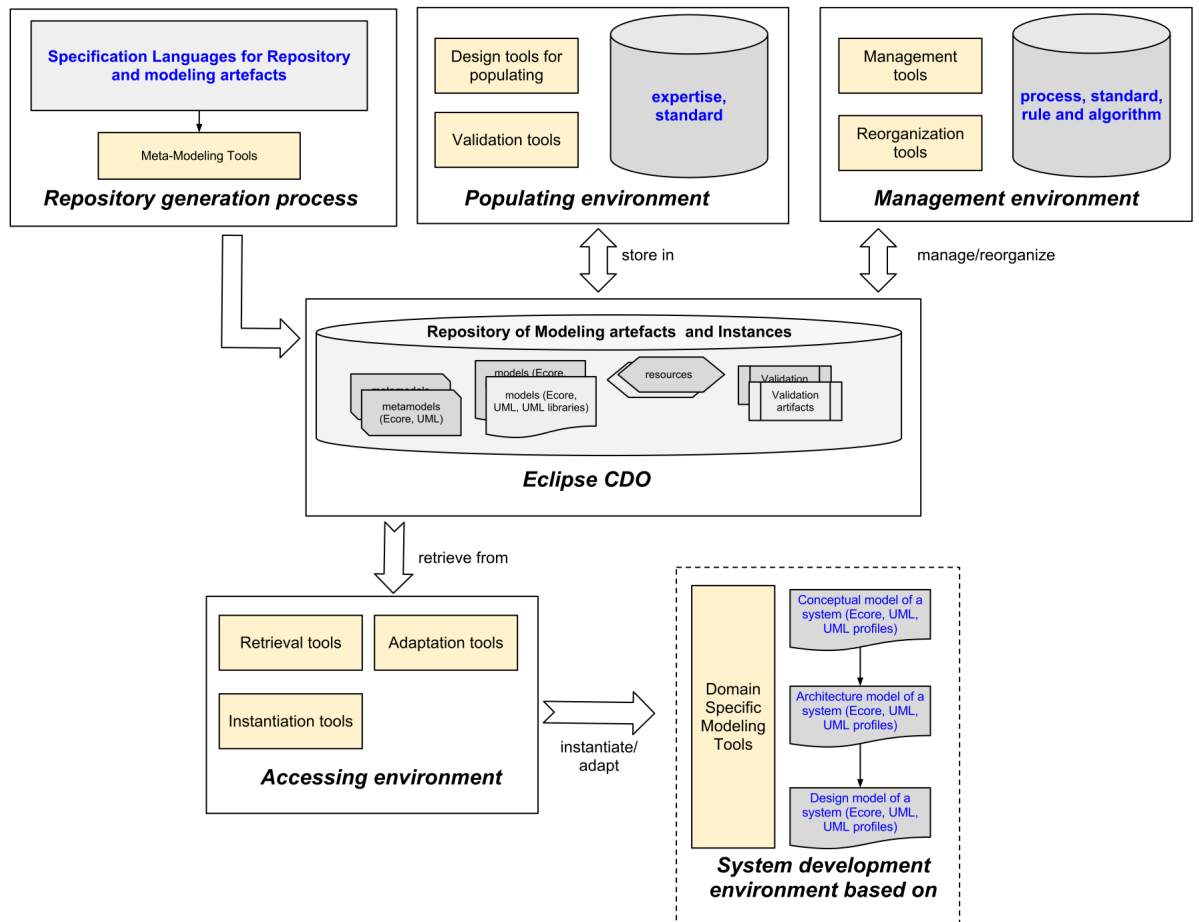 Specification Languages for Repository
and modeling artefacts
Meta-Modeling Tools
Repository generation process
Design tools for
populating
Validation tools
expertise,
standard
Populating environment
Management
tools
Reorganization
tools
process, standard,
rule and algorithm
Management environment
store in
manage/reorganize
Repository of Modeling artefacts and Instances
metamodels
metamodels
(Ecore, UML)
models (Ecore,
models (Ecore,
UML, UML libraries)
resources
Validation
Validation
artifacts
Eclipse CDO
retrieve from
Retrieval tools
Adaptation tools
Instantiation tools
Accessing environment
instantiate/
adapt
Domain
Specific
Modeling
Tools
Conceptual model of a
system (Ecore, UML,
UML profiles)
Architecture model of a
system (Ecore, UML,
UML profiles)
Design model of a
system (Ecore, UML,
UML profiles)
System development
environment based on